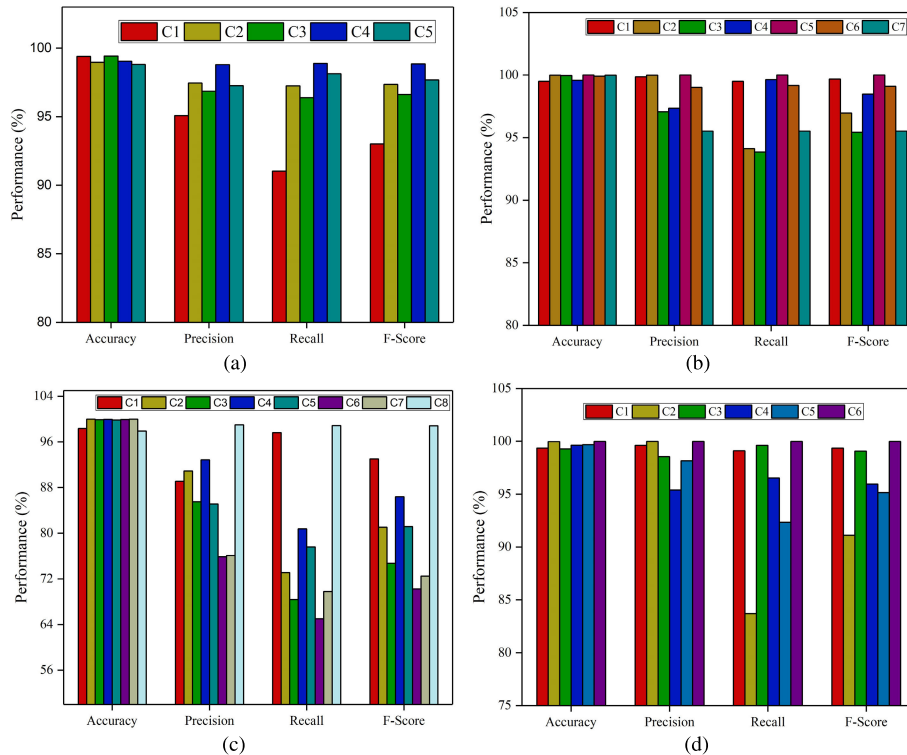 C1 C2 C3 C4 C5
Performance (%)
100
95
90
85
80
Accuracy Precision Recall F-Score
(a)
C1 C2 C3 C4 C5 C6 C7
Performance (%)
105
100
95
90
85
80
Accuracy Precision Recall F-Score
(b)
C1 C2 C3 C4 C5 C6 C7 C8
Performance (%)
104
96
88
80
72
64
56
Accuracy Precision Recall F-Score
(c)
C1 C2 C3 C4 C5 C6
Performance (%)
105
100
95
90
85
80
75
Accuracy Precision Recall F-Score
(d)